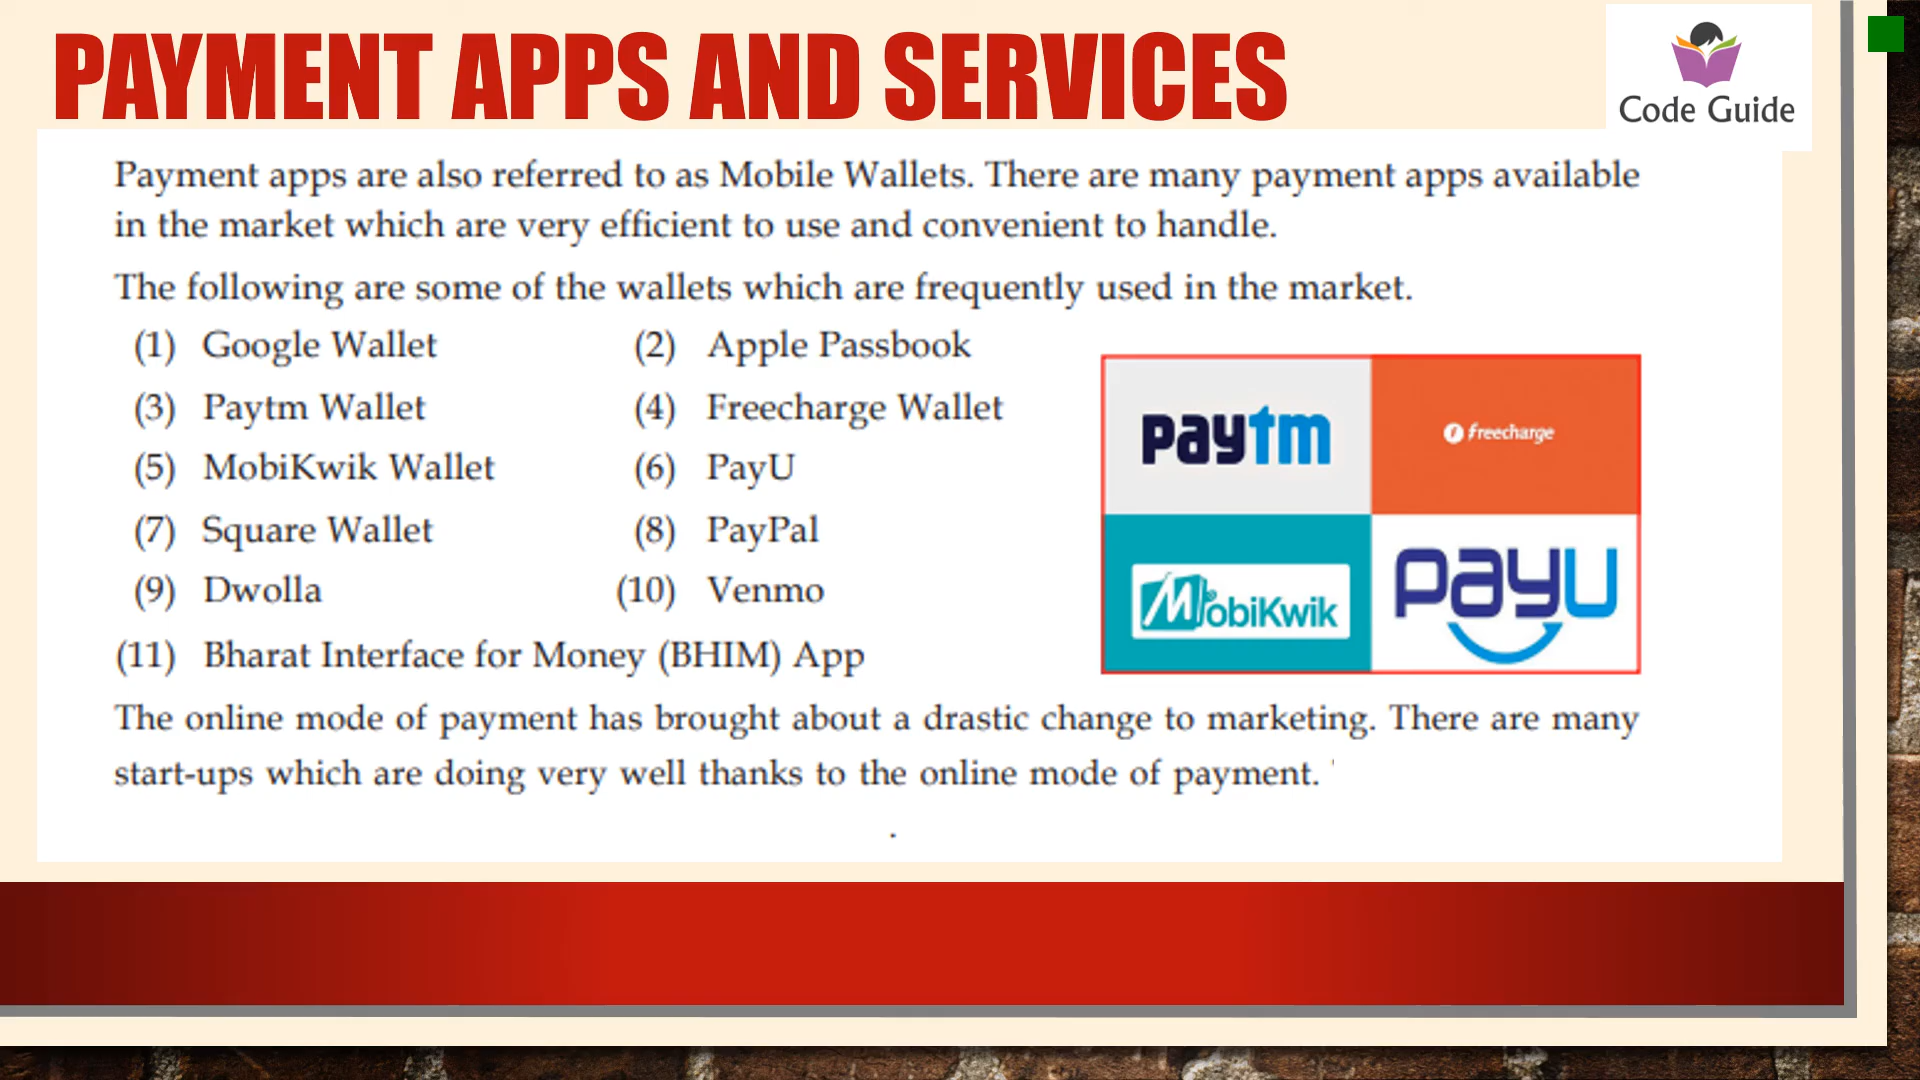 PAYMENT APPS AND SERVICES
Code Guide
Payment apps are also referred to as Mobile Wallets. There are many payment apps available
in the market which are very efficient to use and convenient to handle.
The following are some of the wallets which are frequently used in the market.
(1) Google Wallet (2) Apple Passbook
(3) Paytm Wallet (4) Freecharge Wallet
(5) MobiKwik Wallet (6) PayU
(7) Square Wallet (8) PayPal
(9) Dwolla (10) Venmo
(11) Bharat Interface for Money (BHIM) App
paytm freecharge
MobiKwik payU
The online mode of payment has brought about a drastic change to marketing. There are many
start-ups which are doing very well thanks to the online mode of payment. '
.